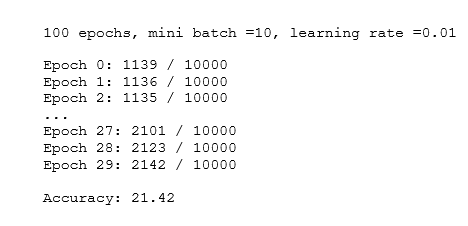 100 epochs, mini batch =10, learning rate =0.01
Epoch 0: 1139 / 10000
Epoch 1: 1136 / 10000
Epoch 2: 1135 / 10000
...
Epoch 27: 2101 / 10000
Epoch 28: 2123 / 10000
Epoch 29: 2142 / 10000
Accuracy: 21.42